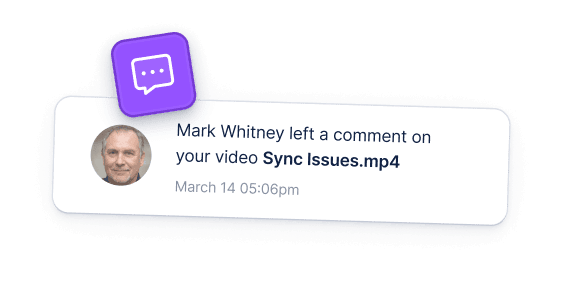 Mark Whitney left a comment on
your video Sync Issues.mp4
March 14 05:06pm